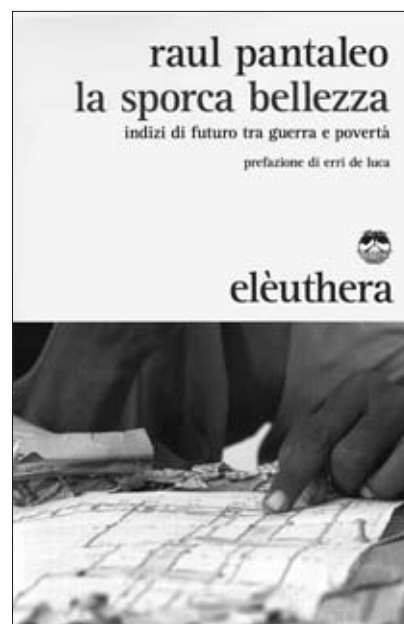 raul pantaleo
la sporca bellezza
indizi di futuro tra guerra e povertà
prefazione di erri de luca
elèuthera